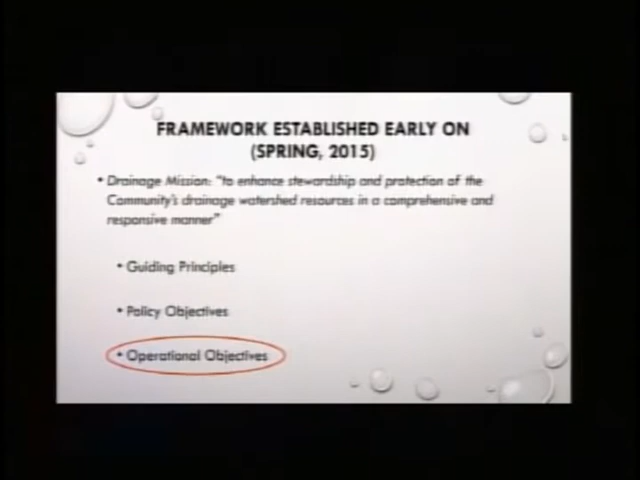 FRAMEWORK ESTABLISHED EARLY ON
(SPRING, 2015)
• Drainage Mission: "to enhance stewardship and protection of the
Community's drainage watershed resources in a comprehensive and
responsive manner"
• Guiding Principles
• Policy Objectives
• Operational Objectives